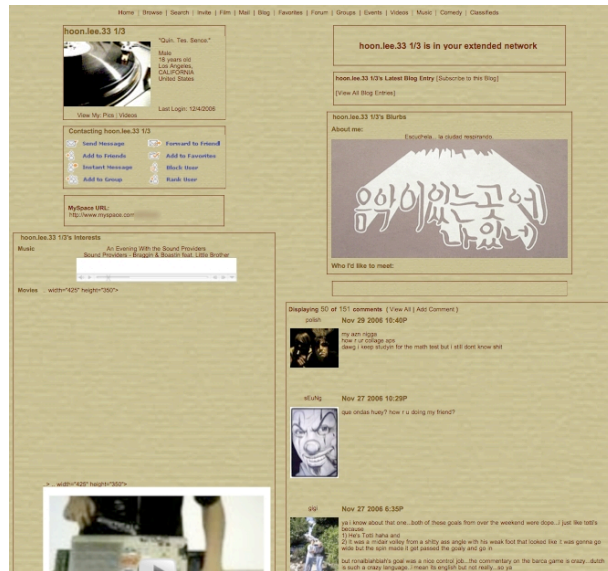 Home | Browse | Search | Invite | Film | Mail | Blog | Favorites | Forum | Groups | Events | Videos | Music | Comedy | Classifieds
hoon.lee.33 1/3
"Quin. Tes. Sence."
Male
18 years old
Los Angeles,
CALIFORNIA
United States
Last Login: 12/4/2006
View My: Pics | Videos
Contacting hoon.lee.33 1/3
Send Message Forward to Friend
Add to Friends Add to Favorites
Instant Message Block User
Add to Group Rank User
MySpace URL:
http://www.myspace.com
hoon.lee.33 1/3's Interests
Music An Evening With the Sound Providers
Sound Providers - Braggin & Boastin feat. Little Brother
Movies .. width="425" height="350">
> .. width="425" height="350">
hoon.lee.33 1/3 is in your extended network
hoon.lee.33 1/3's Latest Blog Entry [Subscribe to this Blog]
[View All Blog Entries]
hoon.lee.33 1/3's Blurbs
About me:
Escuchela... la ciudad respirando.
음악이있는곳에
Who I'd like to meet:
Displaying 50 of 151 comments ( View All | Add Comment )
polish Nov 29 2006 10:40P
my azn nigga
how r ur collage aps
dawg i keep studyin for the math test but i still dont know shit
sEuNg Nov 27 2006 10:29P
que ondas huey? how r u doing my friend?
gigi Nov 27 2006 6:35P
ya i know about that one...both of these goals from over the weekend were dope...i just like totti's because
1) He's Totti haha and
2) it was a midair volley from a shitty ass angle with his weak foot that looked like it was gonna go wide but the spin made it get passed the goaly and go in
but ronaldinho's goal was a nice control job...the commentary on the barca game is crazy...dutch is such a crazy language...I mean its english but not really...so ya